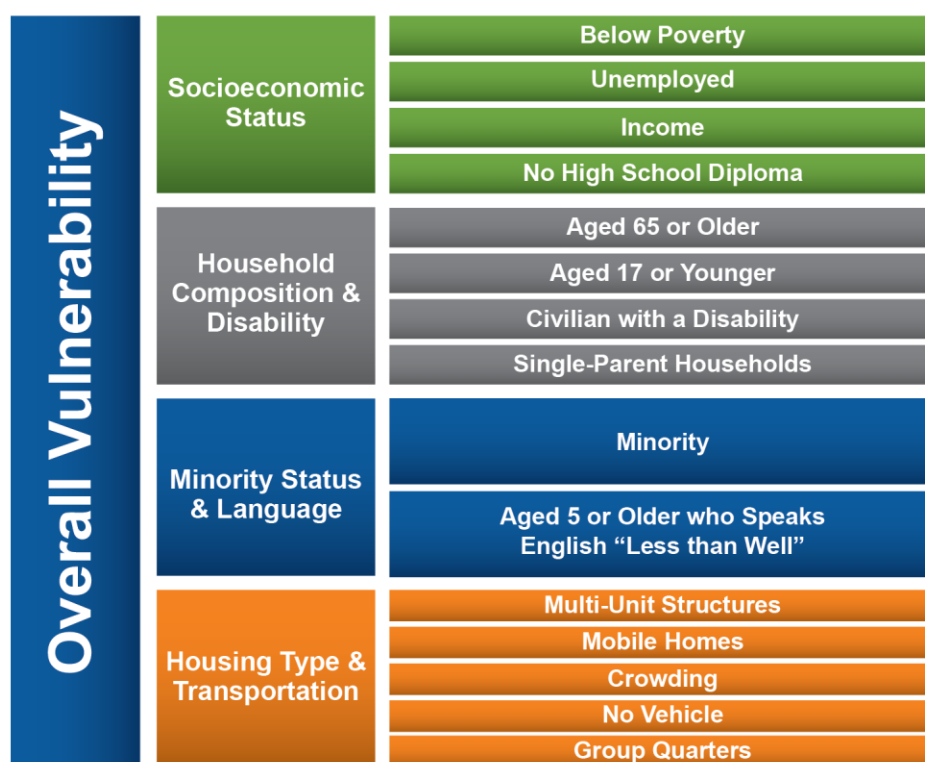 Overall Vulnerability
Socioeconomic
Status
Below Poverty
Unemployed
Income
No High School Diploma
Household
Composition &
Disability
Aged 65 or Older
Aged 17 or Younger
Civilian with a Disability
Single-Parent Households
Minority Status
& Language
Minority
Aged 5 or Older who Speaks
English “Less than Well”
Housing Type &
Transportation
Multi-Unit Structures
Mobile Homes
Crowding
No Vehicle
Group Quarters